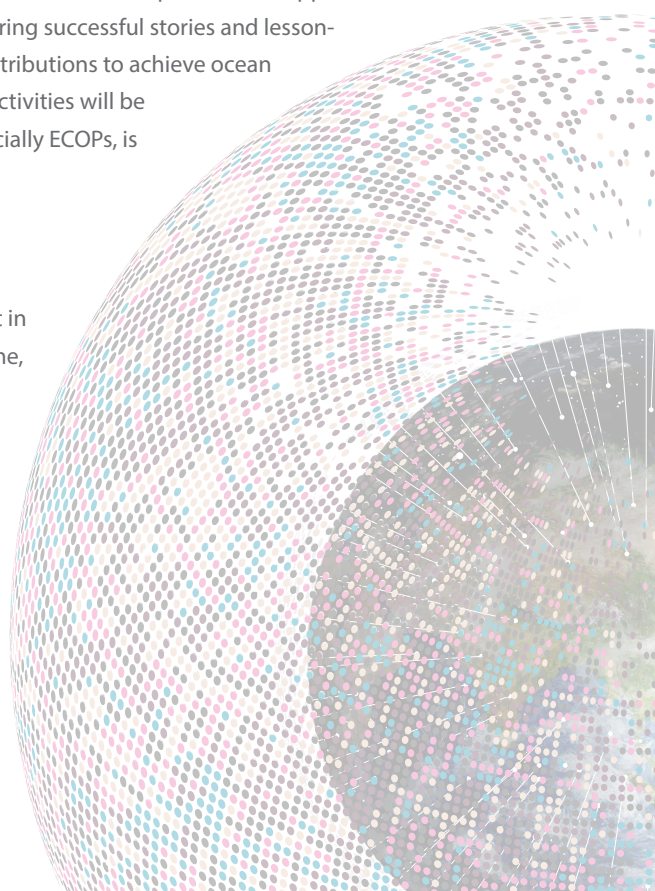 ring successful stories and lesson-
tributions to achieve ocean
ctivities will be
cially ECOPs, is
t in
ne,